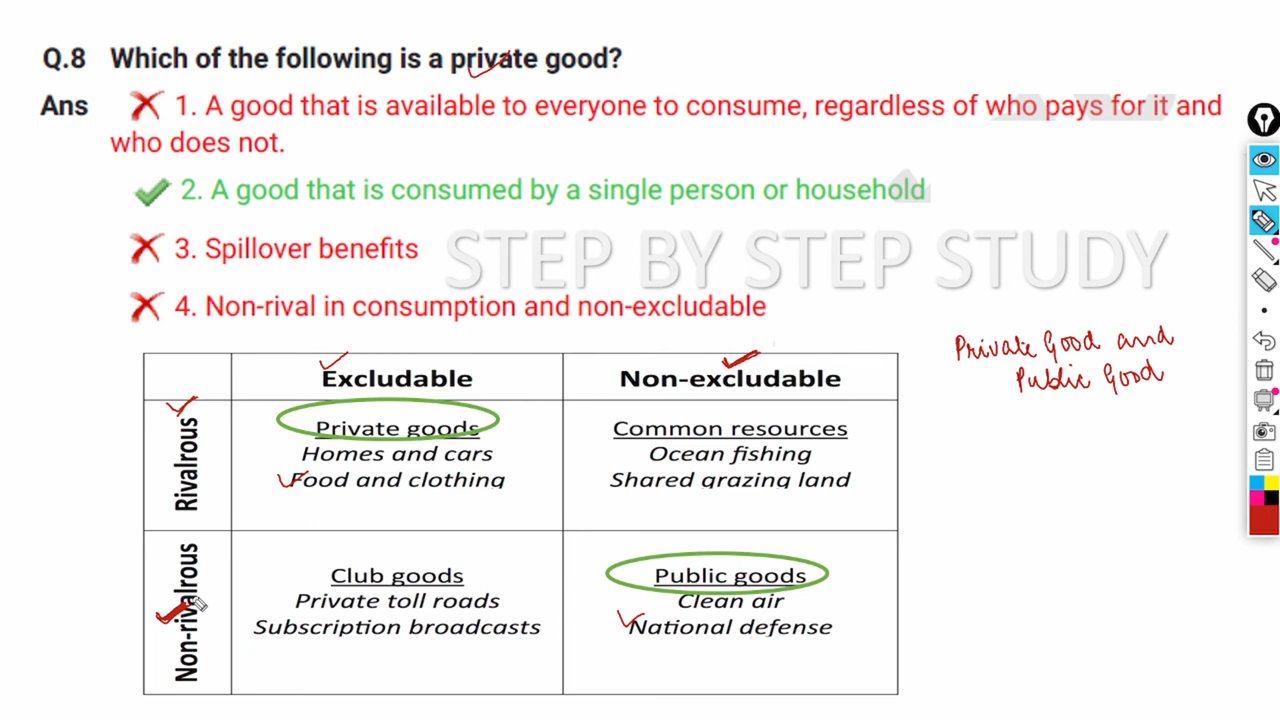 Q.8 Which of the following is a private good?
Ans 1. A good that is available to everyone to consume, regardless of who pays for it and
who does not.
2. A good that is consumed by a single person or household
3. Spillover benefits
STEP BY STEP STUDY
4. Non-rival in consumption and non-excludable
Private Good and
Public Good
Excludable Non-excludable
Rivalrous
Private goods
Homes and cars
Food and clothing
Common resources
Ocean fishing
Shared grazing land
Non-rivalrous
Club goods
Private toll roads
Subscription broadcasts
Public goods
Clean air
National defense